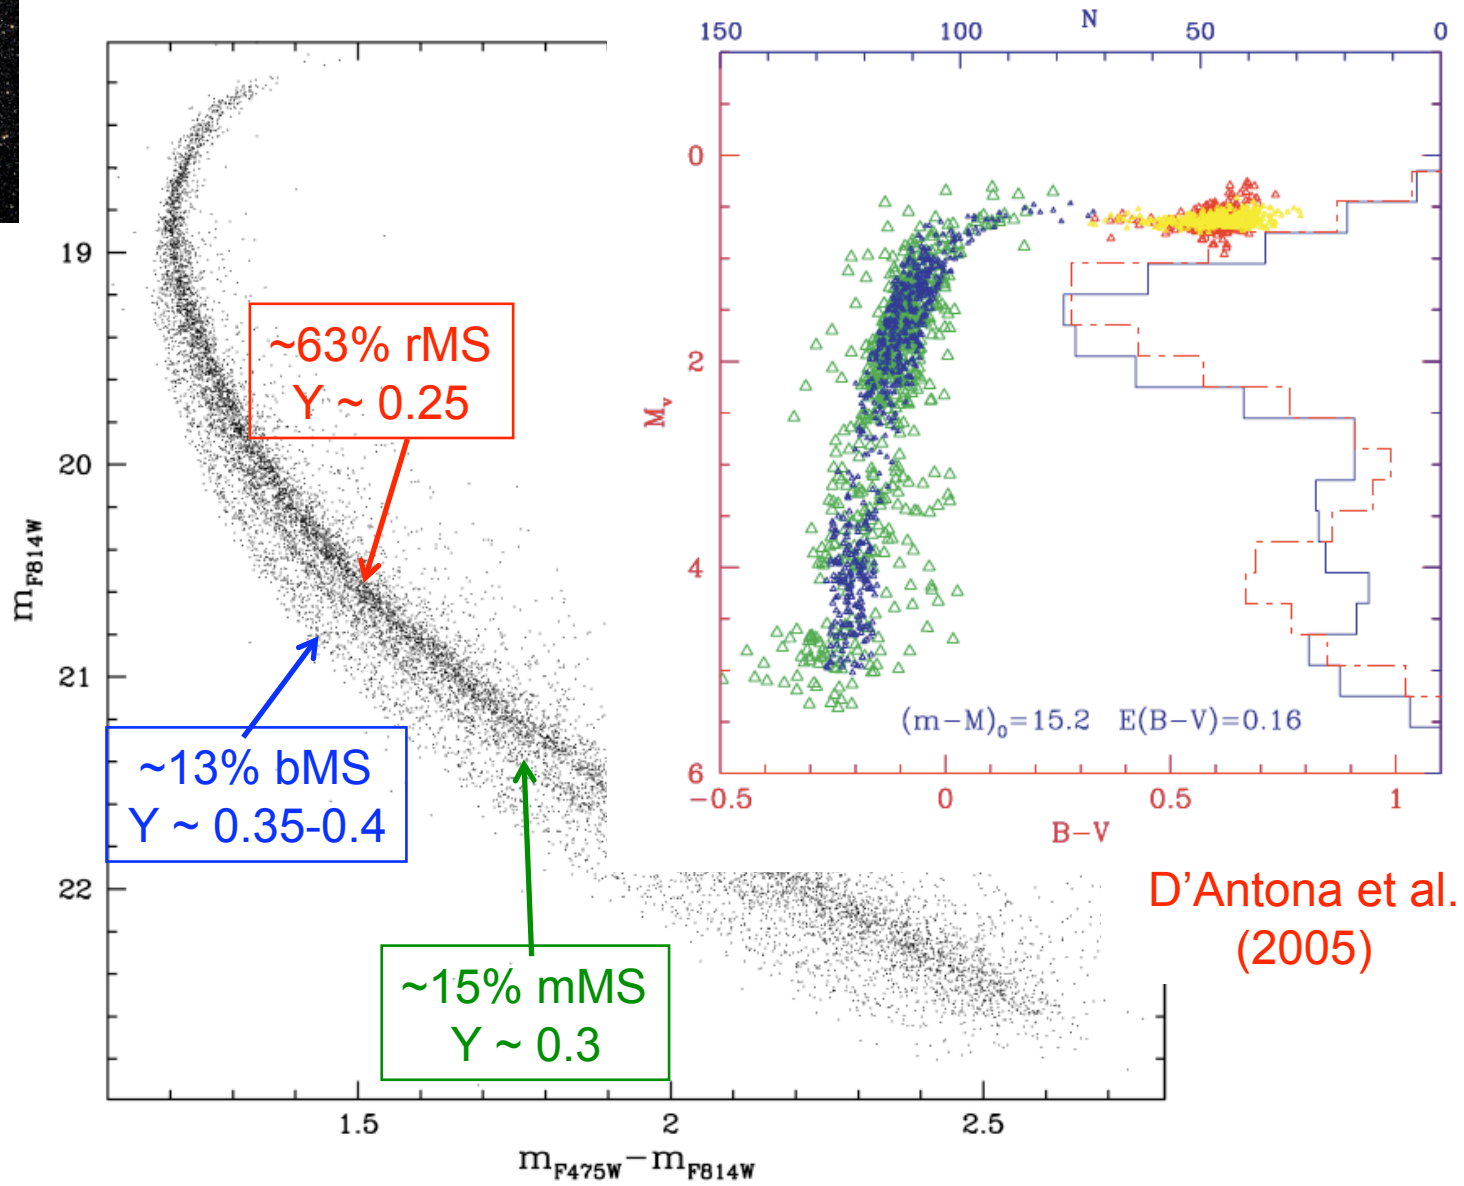 150 100 N 50 0
0
2
4
6
M_v
(m−M)₀=15.2 E(B−V)=0.16
−0.5 0 0.5 1
B−V
19
20
21
22
m_F814W
~63% rMS
Y ~ 0.25
~13% bMS
Y ~ 0.35-0.4
~15% mMS
Y ~ 0.3
D’Antona et al.
(2005)
1.5 2 2.5
m_F475W−m_F814W